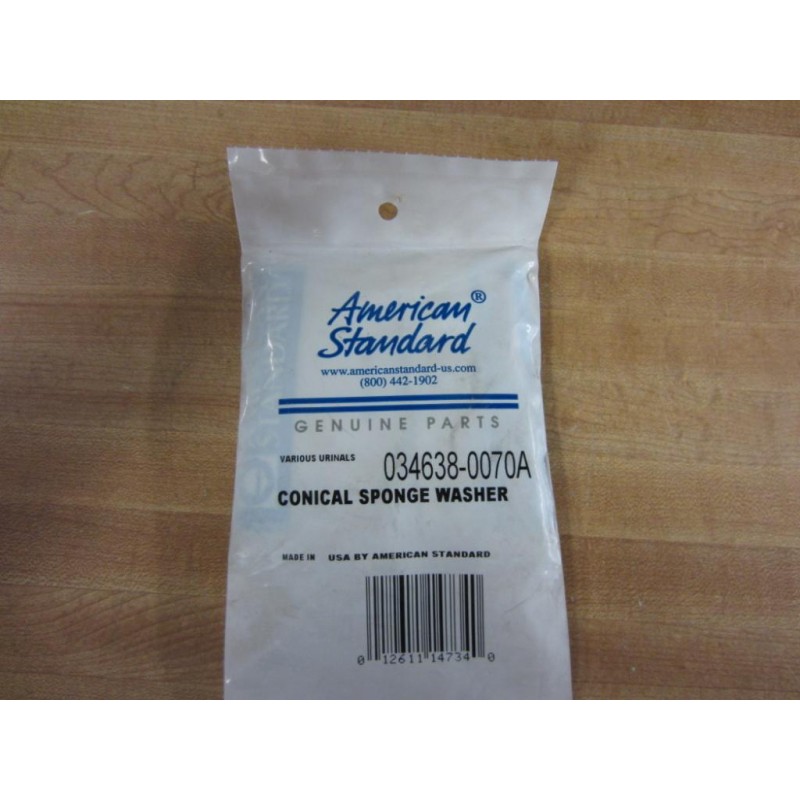 American®
Standard
www.americanstandard-us.com
(800) 442-1902
GENUINE PARTS
VARIOUS URINALS
034638-0070A
CONICAL SPONGE WASHER
MADE IN USA BY AMERICAN STANDARD
0 12611 14734 0